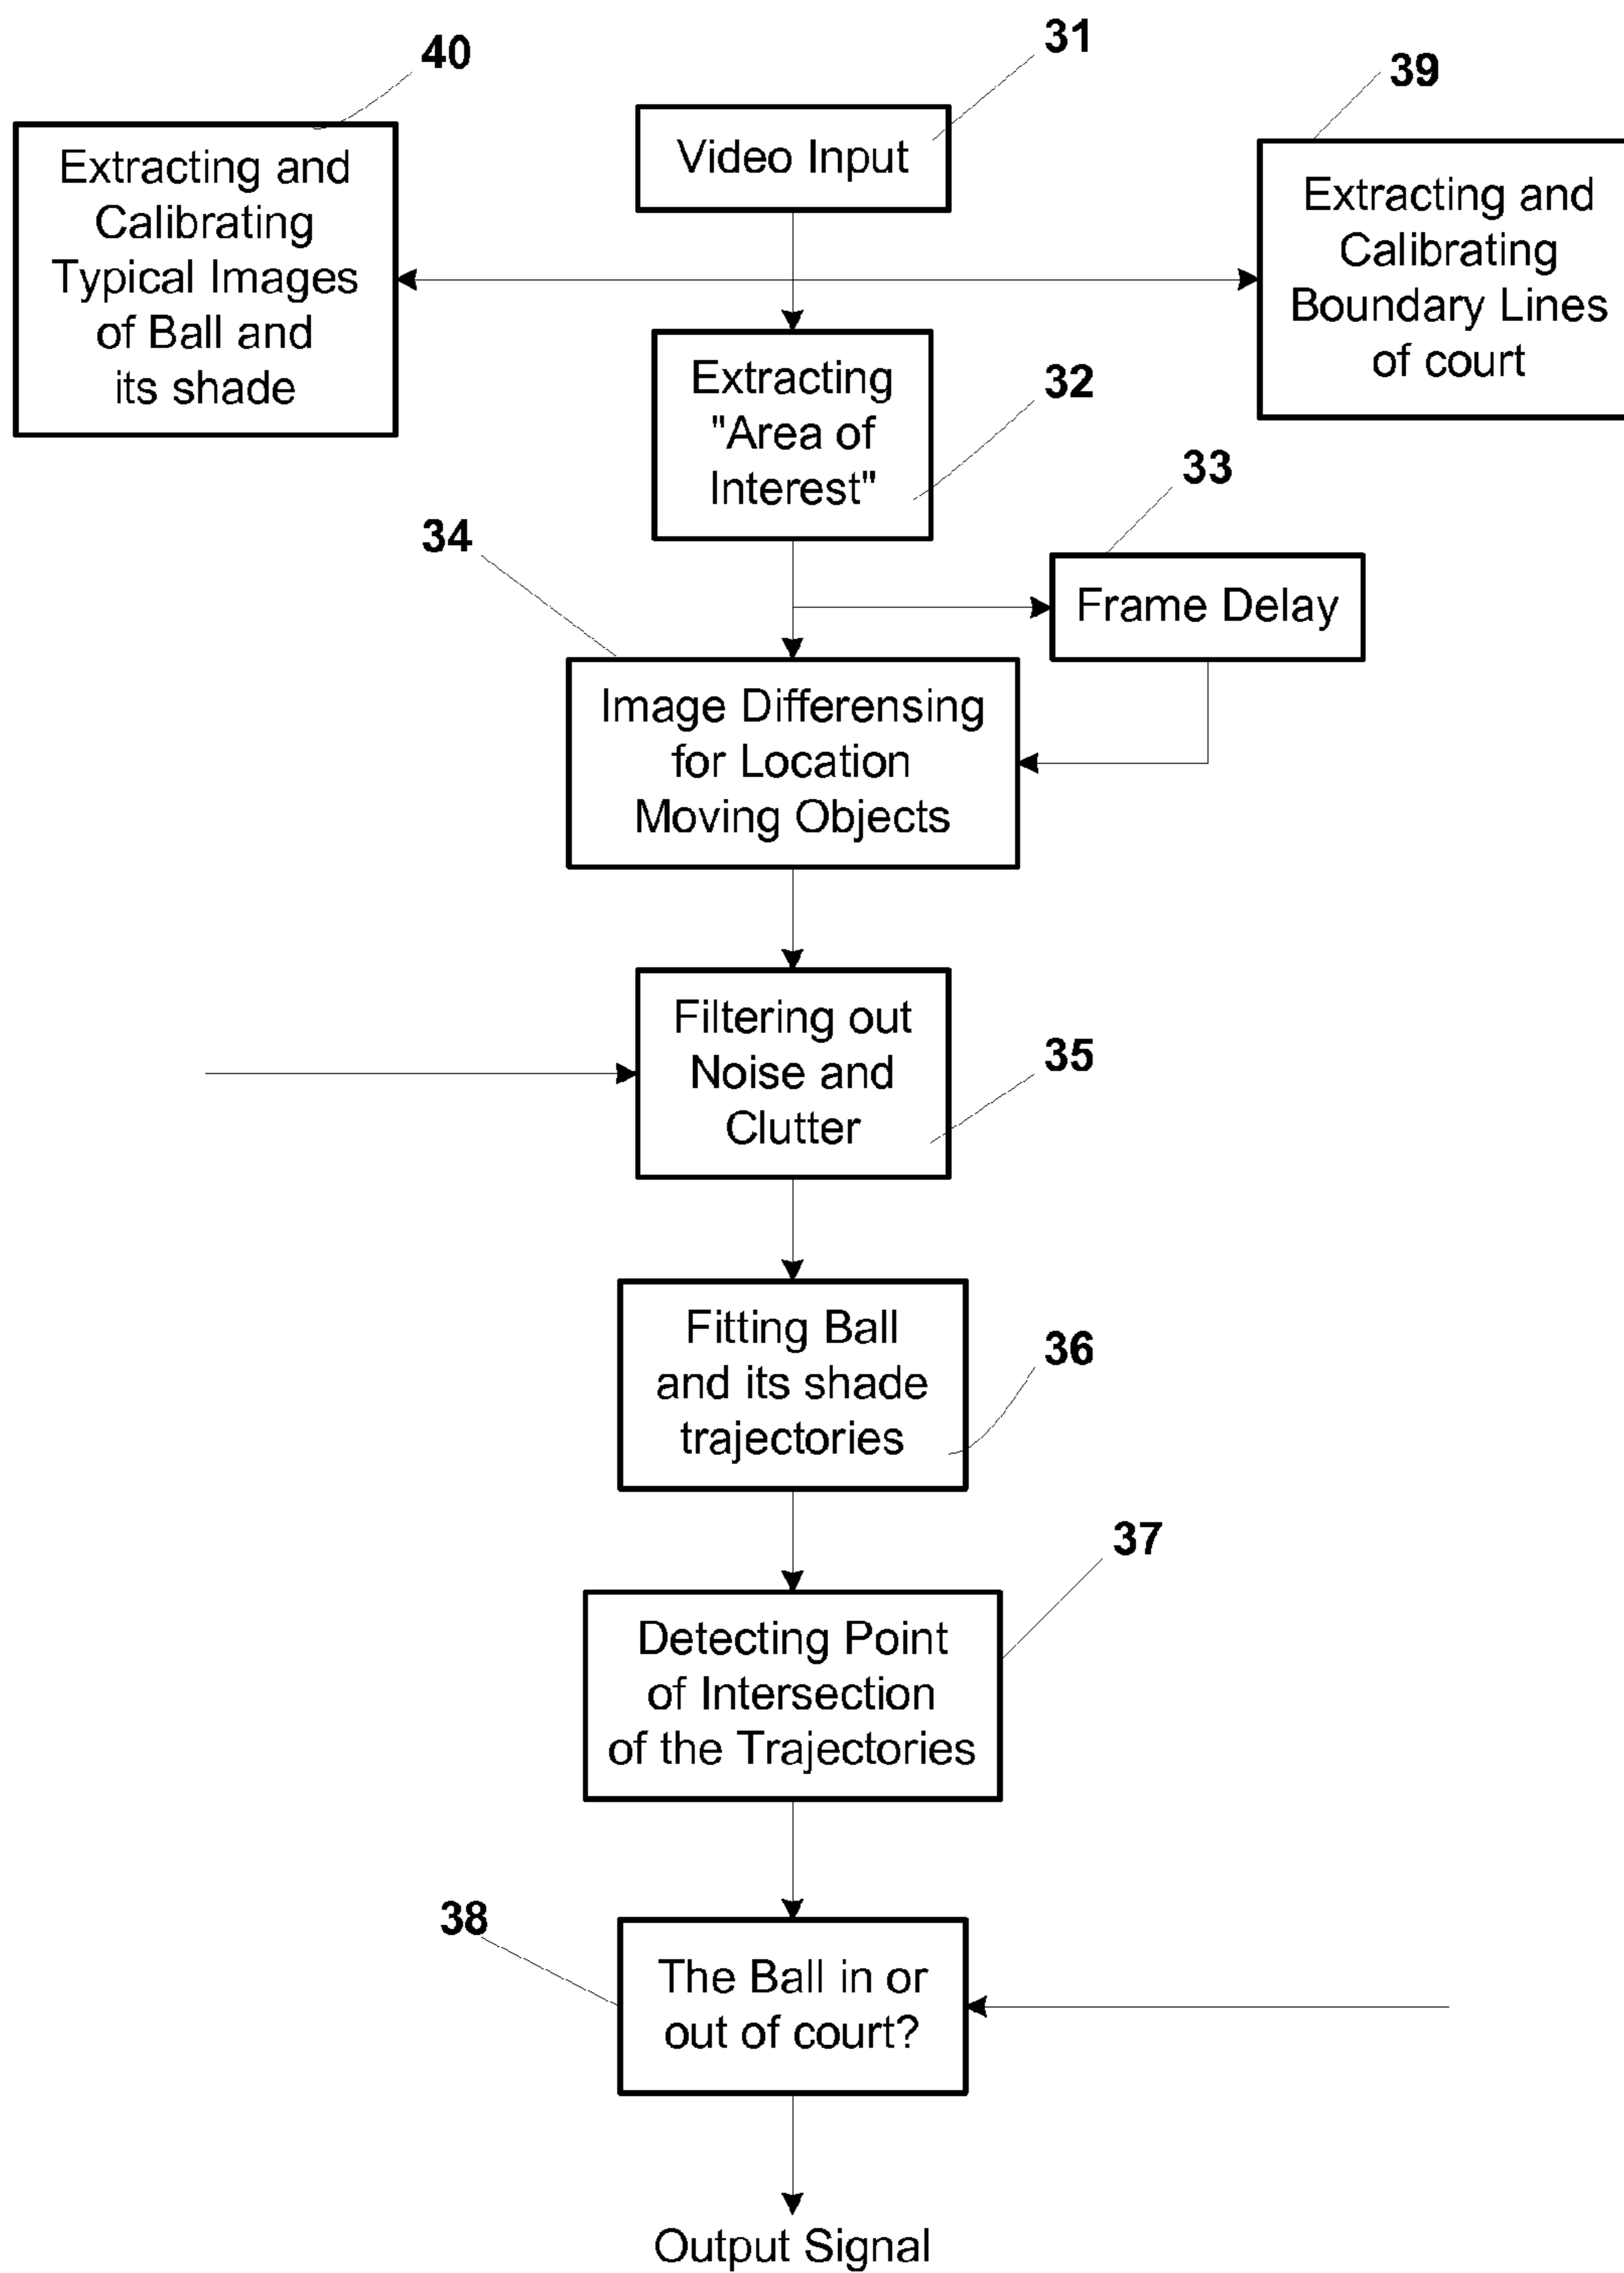 40
31
39
Extracting and
Calibrating
Typical Images
of Ball and
its shade
Video Input
Extracting and
Calibrating
Boundary Lines
of court
Extracting
"Area of
Interest"
32
33
34
Frame Delay
Image Differensing
for Location
Moving Objects
Filtering out
Noise and
Clutter
35
Fitting Ball
and its shade
trajectories
36
37
Detecting Point
of Intersection
of the Trajectories
38
The Ball in or
out of court?
Output Signal